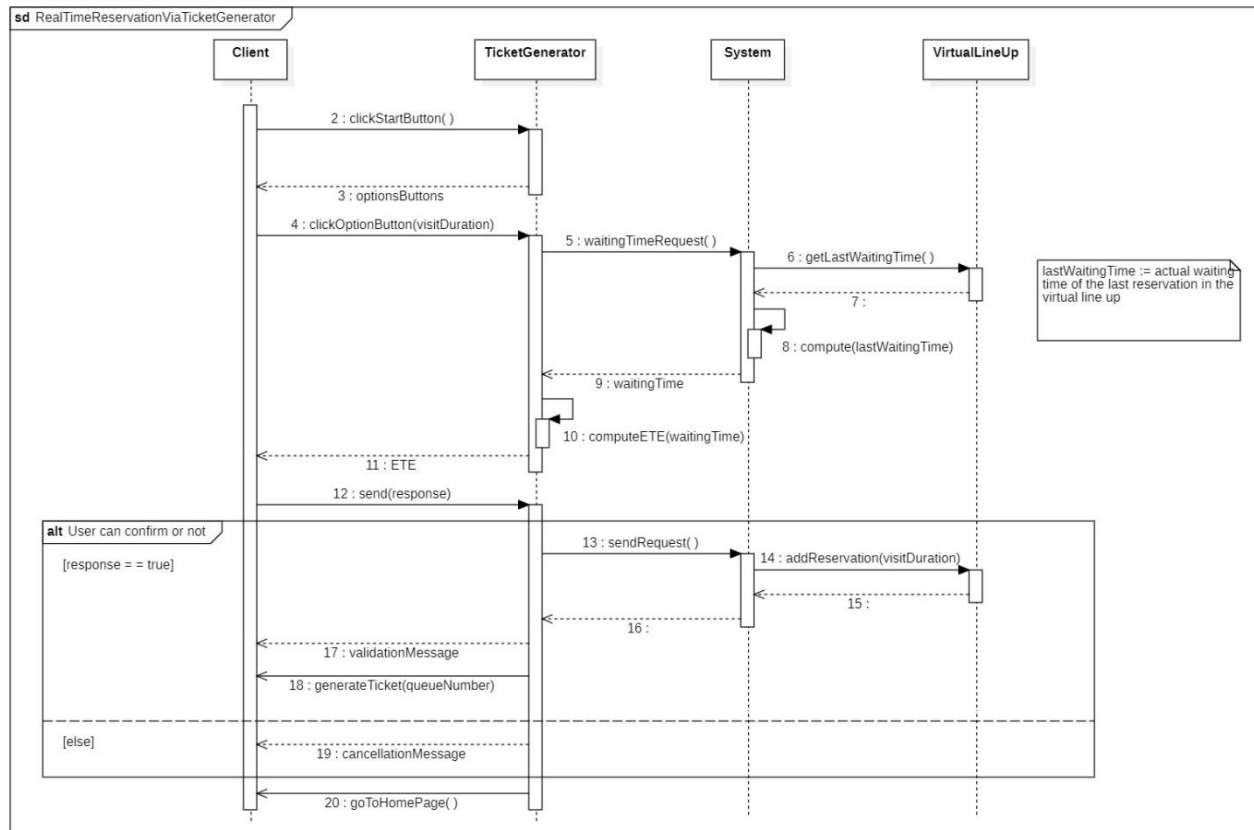 sd RealTimeReservationViaTicketGenerator
Client
TicketGenerator
System
VirtualLineUp
2 : clickStartButton( )
3 : optionsButtons
4 : clickOptionButton(visitDuration)
5 : waitingTimeRequest( )
6 : getLastWaitingTime( )
lastWaitingTime := actual waiting
time of the last reservation in the
virtual line up
7 :
8 : compute(lastWaitingTime)
9 : waitingTime
10 : computeETE(waitingTime)
11 : ETE
12 : send(response)
alt User can confirm or not
13 : sendRequest( )
14 : addReservation(visitDuration)
[response = = true]
15 :
16 :
17 : validationMessage
18 : generateTicket(queueNumber)
[else]
19 : cancellationMessage
20 : goToHomePage( )